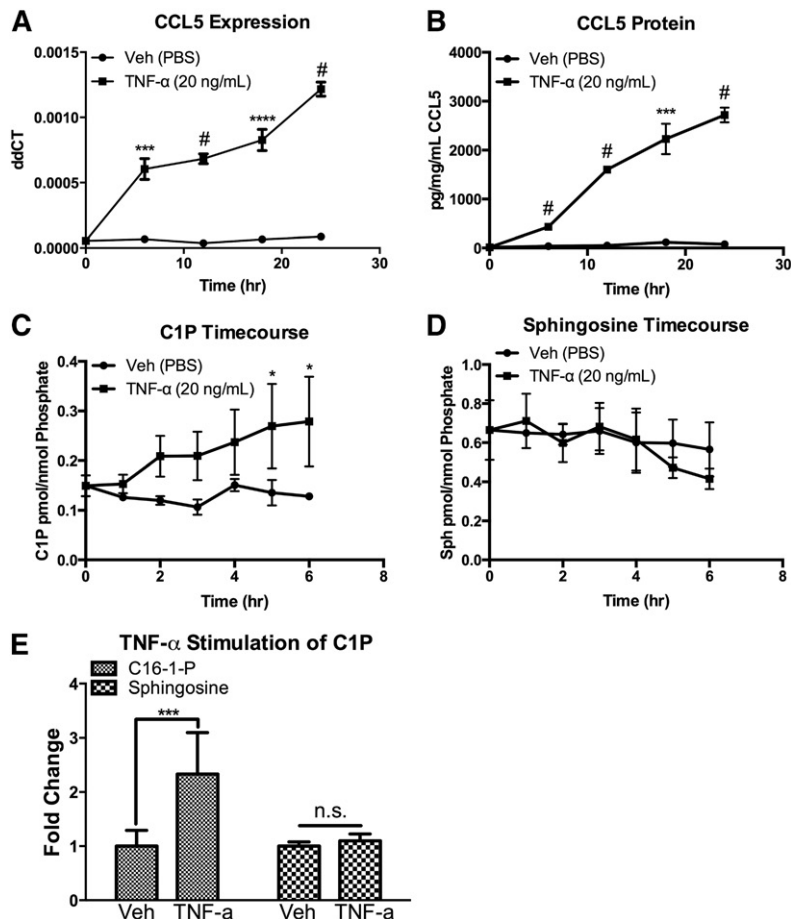 A
CCL5 Expression
Veh (PBS)
TNF-α (20 ng/mL)
ddCT
0.0015
0.0010
0.0005
0.0000
***
#
****
#
0
10
20
30
Time (hr)
B
CCL5 Protein
Veh (PBS)
TNF-α (20 ng/mL)
pg/mg/mL CCL5
4000
3000
2000
1000
0
#
#
***
#
0
10
20
30
Time (hr)
C
C1P Timecourse
Veh (PBS)
TNF-α (20 ng/mL)
C1P pmol/nmol Phosphate
0.4
0.3
0.2
0.1
0.0
*
*
0
2
4
6
8
Time (hr)
D
Sphingosine Timecourse
Veh (PBS)
TNF-α (20 ng/mL)
Sph pmol/nmol Phosphate
1.0
0.8
0.6
0.4
0.2
0.0
0
2
4
6
8
Time (hr)
E
TNF-α Stimulation of C1P
C16-1-P
Sphingosine
Fold Change
4
3
2
1
0
***
n.s.
Veh
TNF-a
Veh
TNF-a